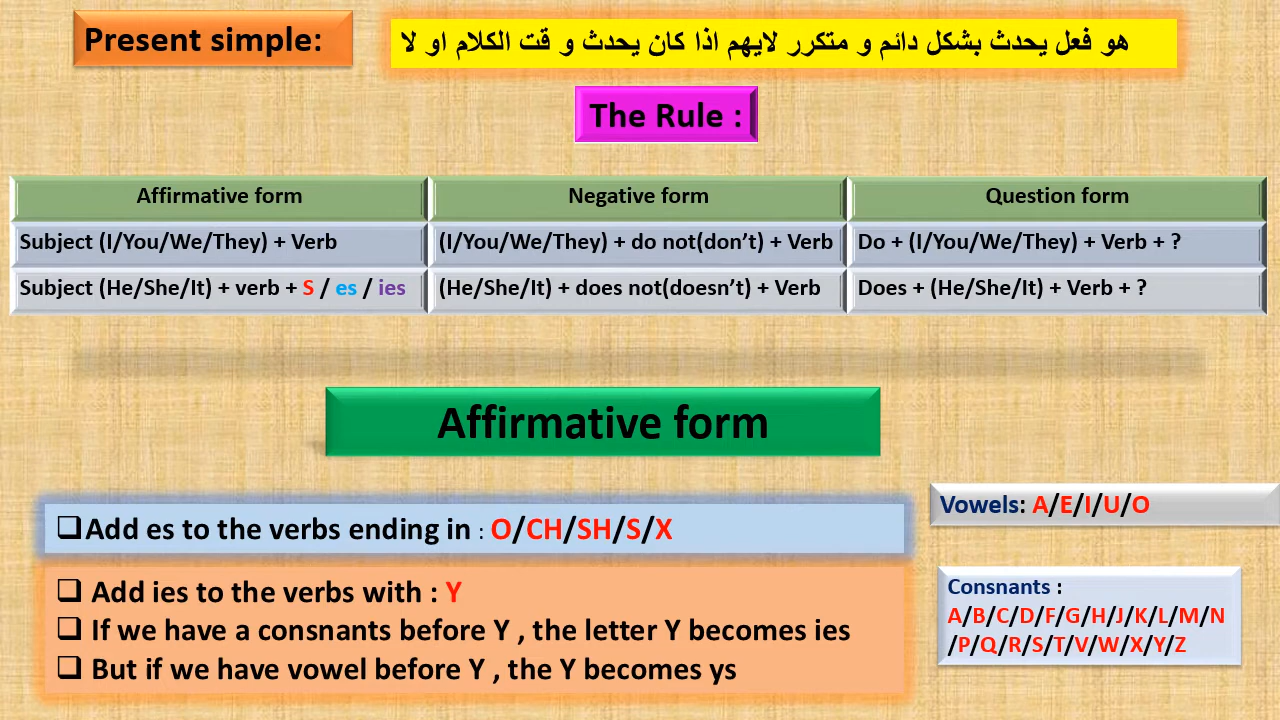 Present simple:
هو فعل يحدث بشكل دائم و متكرر لايهم اذا كان يحدث و قت الكلام او لا
The Rule :
Affirmative form
Negative form
Question form
Subject (I/You/We/They) + Verb
(I/You/We/They) + do not(don’t) + Verb
Do + (I/You/We/They) + Verb + ?
Subject (He/She/It) + verb + S / es / ies
(He/She/It) + does not(doesn’t) + Verb
Does + (He/She/It) + Verb + ?
Affirmative form
❑Add es to the verbs ending in : O/CH/SH/S/X
❑ Add ies to the verbs with : Y
❑ If we have a consnants before Y , the letter Y becomes ies
❑ But if we have vowel before Y , the Y becomes ys
Vowels: A/E/I/U/O
Consnants :
A/B/C/D/F/G/H/J/K/L/M/N
/P/Q/R/S/T/V/W/X/Y/Z